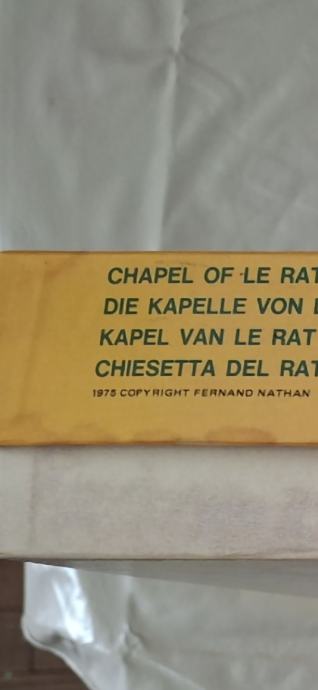 CHAPEL OF LE RAT
DIE KAPELLE VON
KAPEL VAN LE RAT
CHIESETTA DEL RAT
1975 COPYRIGHT FERNAND NATHAN